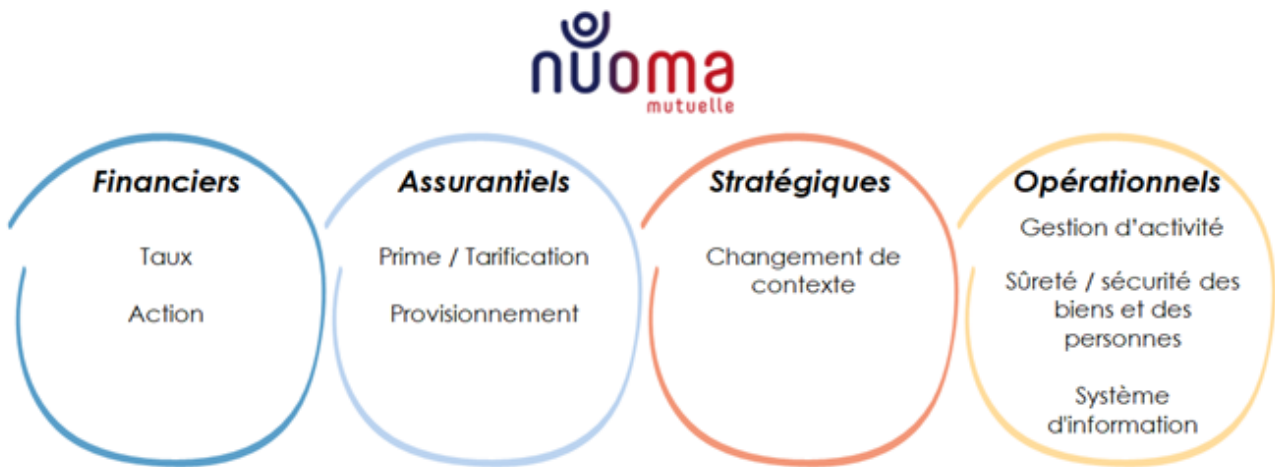 nuoma
mutuelle
Financiers
Taux
Action
Assurantiels
Prime / Tarification
Provisionnement
Stratégiques
Changement de
contexte
Opérationnels
Gestion d'activité
Sûreté / sécurité des
biens et des
personnes
Système
d'information